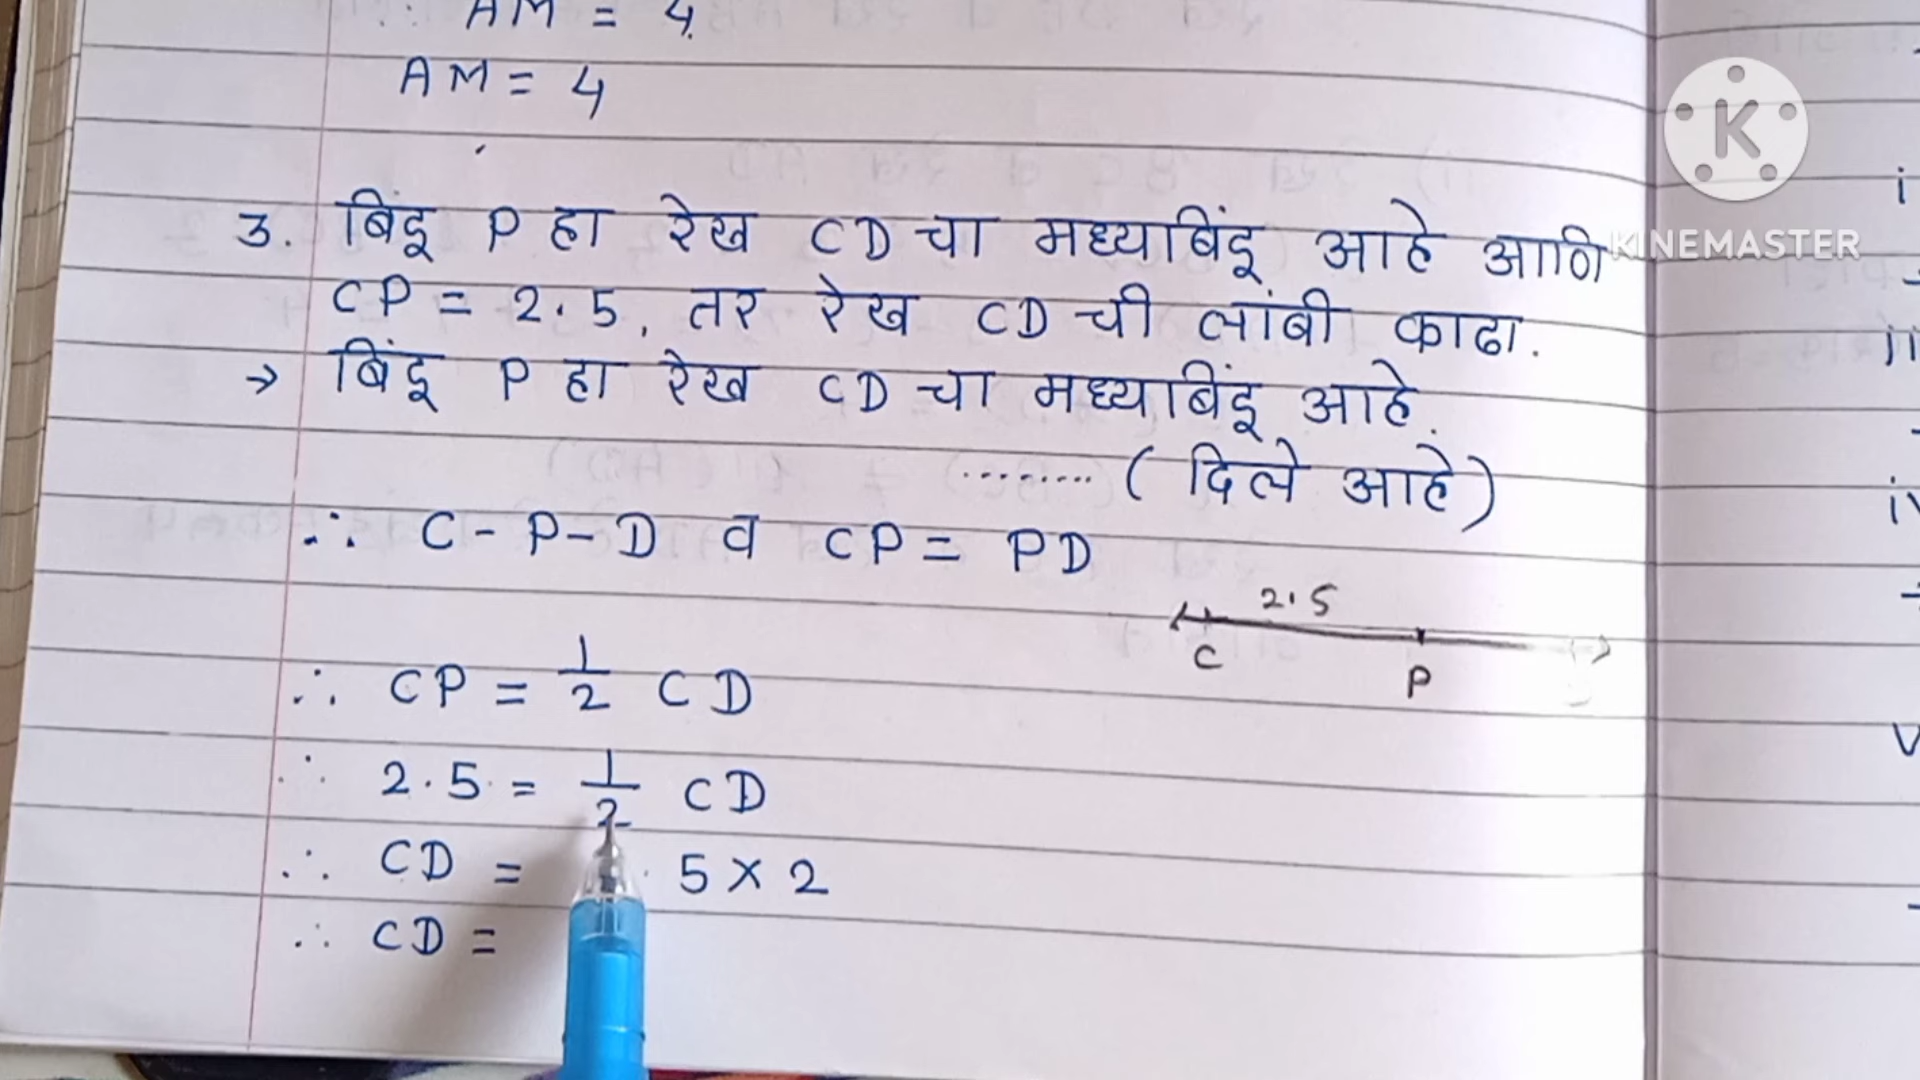 ∴ AM = 4
AM = 4
3. बिंदू P हा रेख CD चा मध्यबिंदू आहे आणि
CP = 2.5, तर रेख CD ची लांबी काढा.
→ बिंदू P हा रेख CD चा मध्यबिंदू आहे.
........ ( दिले आहे)
∴ C-P-D व CP = PD
2.5
C P
∴ CP = 1/2 CD
∴ 2.5 = 1/2 CD
∴ CD = . 5 × 2
∴ CD =
K
KINEMASTER
i
ii
iv
v